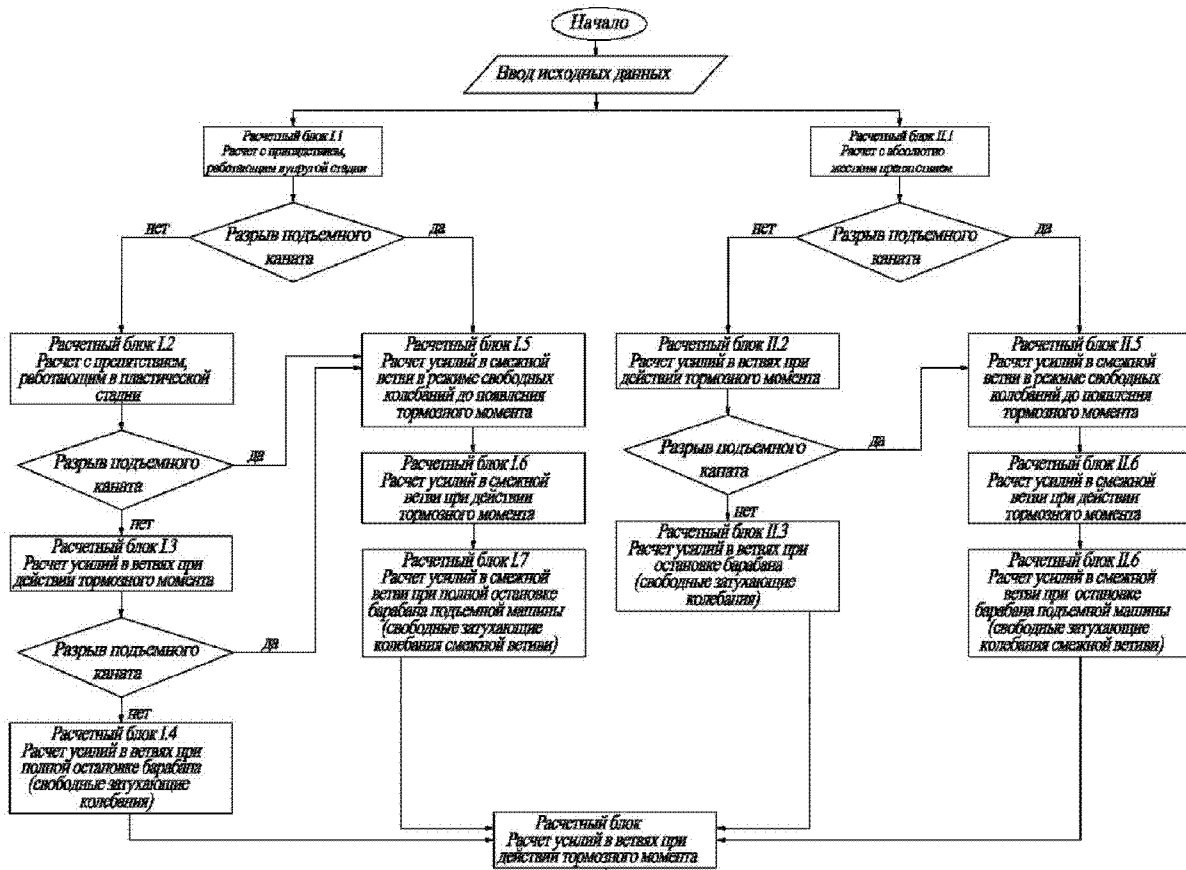 Начало
Ввод исходных данных
Расчетный блок I.1
Расчет с препядствием,
работающим вупругой стадии
Расчетный блок II.1
Расчет с абсолютно
жестким препятствием
нет
Разрыв подъемного
каната
да
нет
Разрыв подъемного
каната
да
Расчетный блок I.2
Расчет с препятствием,
работающим в пластической
стадии
Расчетный блок I.5
Расчет усилий в смежной
ветви в режиме свободных
колебаний до появления
тормозного момента
Расчетный блок II.2
Расчет усилий в ветвях при
действии тормозного момента
Расчетный блок II.5
Расчет усилий в смежной
ветви в режиме свободных
колебаний до появления
тормозного момента
Разрыв подъемного
каната
да
нет
Расчетный блок I.6
Расчет усилий в смежной
ветви при действии
тормозного момента
Разрыв подъемного
каната
да
нет
Расчетный блок II.6
Расчет усилий в смежной
ветви при действии
тормозного момента
Расчетный блок I.3
Расчет усилий в ветвях при
действии тормозного момента
Расчетный блок I.7
Расчет усилий в смежной
ветви при полной остановке
барабана подъемной машины
(свободные затухающие
колебания смежной ветиви)
Расчетный блок II.3
Расчет усилий в ветвях при
остановке барабана
(свободные затухающие
колебания)
Расчетный блок II.6
Расчет усилий в смежной
ветви при остановке
барабана подъемной машины
(свободные затухающие
колебания смежной ветиви)
Разрыв подъемного
каната
да
нет
Расчетный блок I.4
Расчет усилий в ветвях при
полной остановке барабана
(свободные затухающие
колебания)
Расчетный блок
Расчет усилий в ветвях при
действии тормозного момента